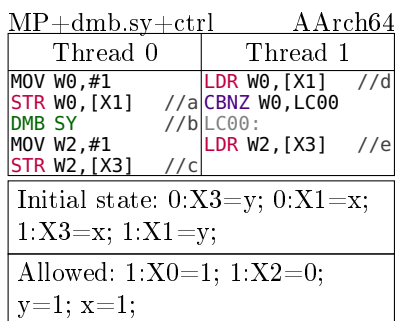 MP+dmb.sy+ctrl AArch64
Thread 0 Thread 1
MOV W0,#1 LDR W0,[X1] //d
STR W0,[X1] //a CBNZ W0,LC00
DMB SY //b LC00:
MOV W2,#1 LDR W2,[X3] //e
STR W2,[X3] //c
Initial state: 0:X3=y; 0:X1=x;
1:X3=x; 1:X1=y;
Allowed: 1:X0=1; 1:X2=0;
y=1; x=1;